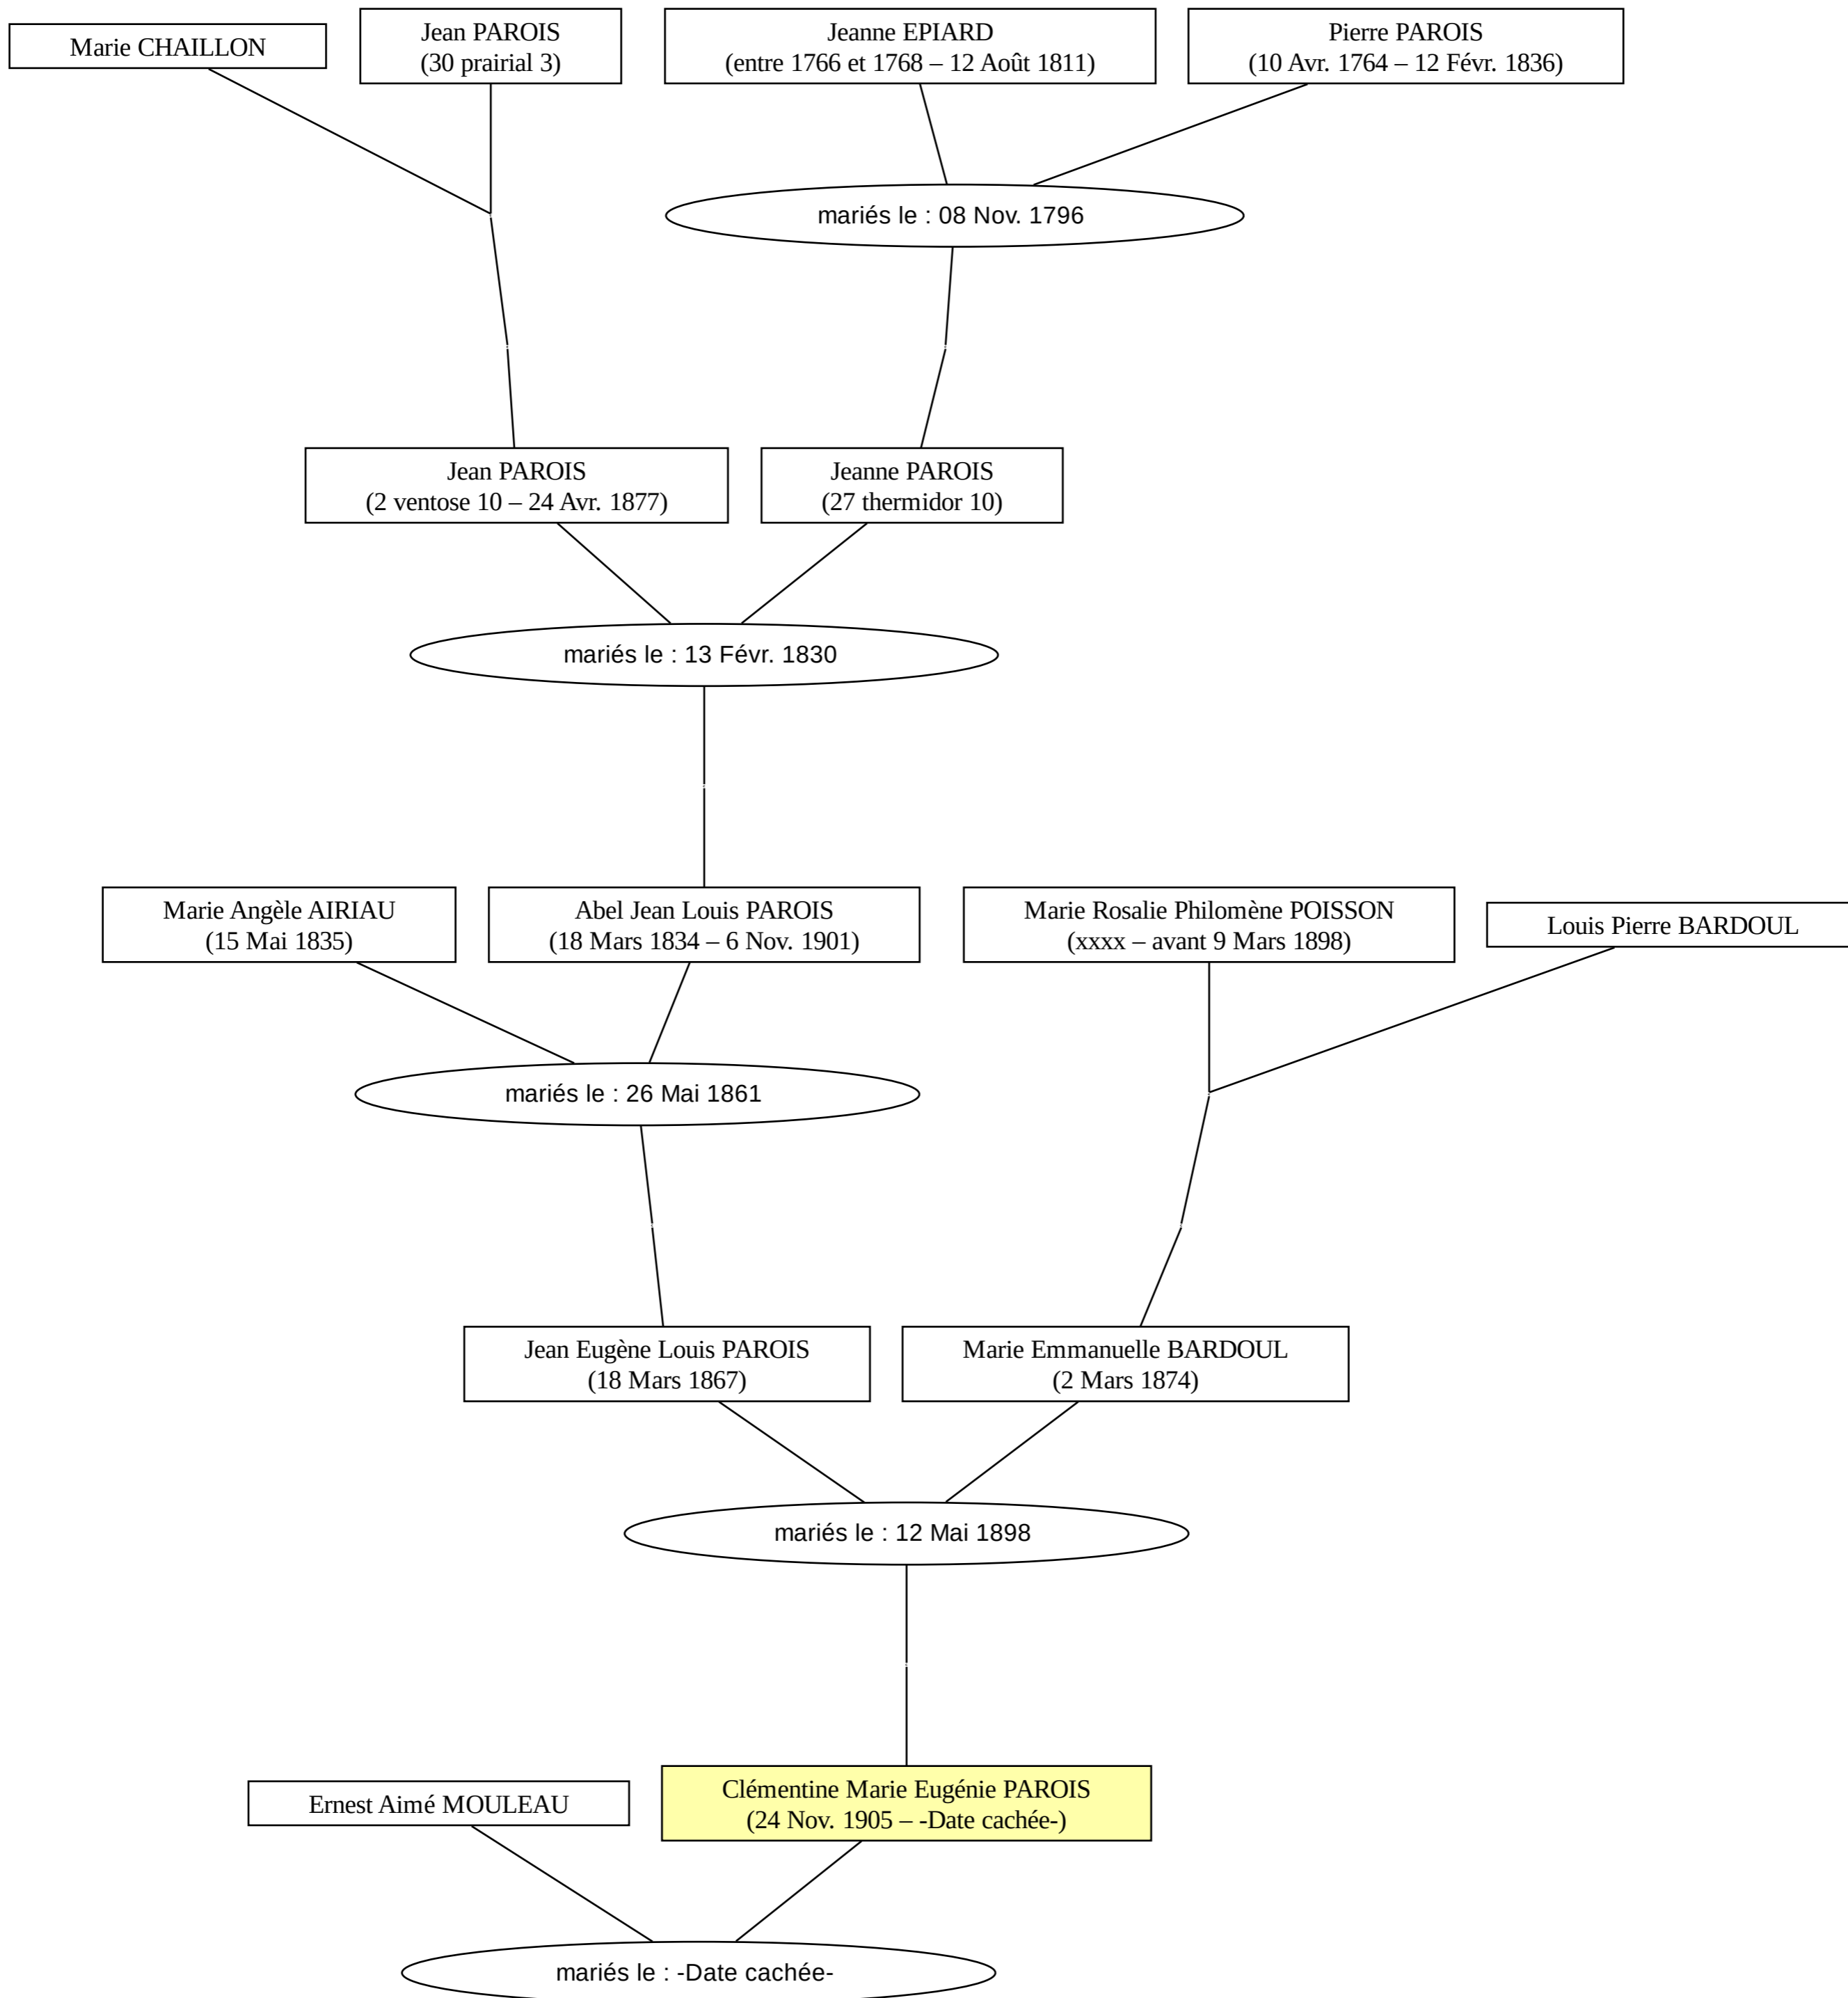 Marie CHAILLON
Jean PAROIS
(30 prairial 3)
Jeanne EPIARD
(entre 1766 et 1768 – 12 Août 1811)
Pierre PAROIS
(10 Avr. 1764 – 12 Févr. 1836)
mariés le : 08 Nov. 1796
Jean PAROIS
(2 ventose 10 – 24 Avr. 1877)
Jeanne PAROIS
(27 thermidor 10)
mariés le : 13 Févr. 1830
Marie Angèle AIRIAU
(15 Mai 1835)
Abel Jean Louis PAROIS
(18 Mars 1834 – 6 Nov. 1901)
Marie Rosalie Philomène POISSON
(xxxx – avant 9 Mars 1898)
Louis Pierre BARDOUL
mariés le : 26 Mai 1861
Jean Eugène Louis PAROIS
(18 Mars 1867)
Marie Emmanuelle BARDOUL
(2 Mars 1874)
mariés le : 12 Mai 1898
Ernest Aimé MOULEAU
Clémentine Marie Eugénie PAROIS
(24 Nov. 1905 – -Date cachée-)
mariés le : -Date cachée-